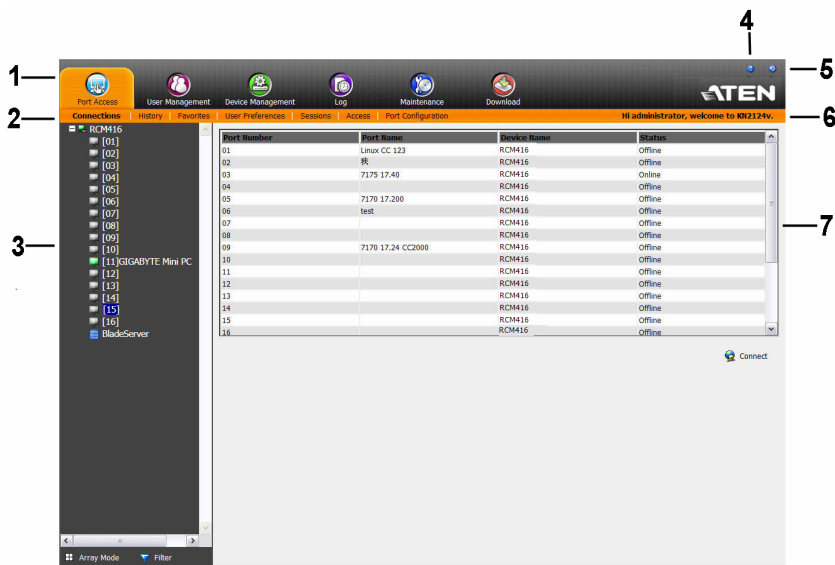 4
1
5
Port Access User Management Device Management Log Maintenance Download
ATEN
2
Connections History Favorites User Preferences Sessions Access Port Configuration Hi administrator, welcome to KN2124v.
6
RCM416
[01]
[02]
[03]
[04]
[05]
[06]
[07]
[08]
[09]
[10]
[11]GIGABYTE Mini PC
[12]
[13]
[14]
[15]
[16]
BladeServer
3
Port Number Port Name Device Name Status
01 Linux CC 123 RCM416 Offline
02 我 RCM416 Offline
03 7175 17.40 RCM416 Online
04 RCM416 Offline
05 7170 17.200 RCM416 Offline
06 test RCM416 Offline
07 RCM416 Offline
08 RCM416 Offline
09 7170 17.24 CC2000 RCM416 Offline
10 RCM416 Offline
11 RCM416 Offline
12 RCM416 Offline
13 RCM416 Offline
14 RCM416 Offline
15 RCM416 Offline
16 RCM416 Offline
7
Connect
Array Mode Filter